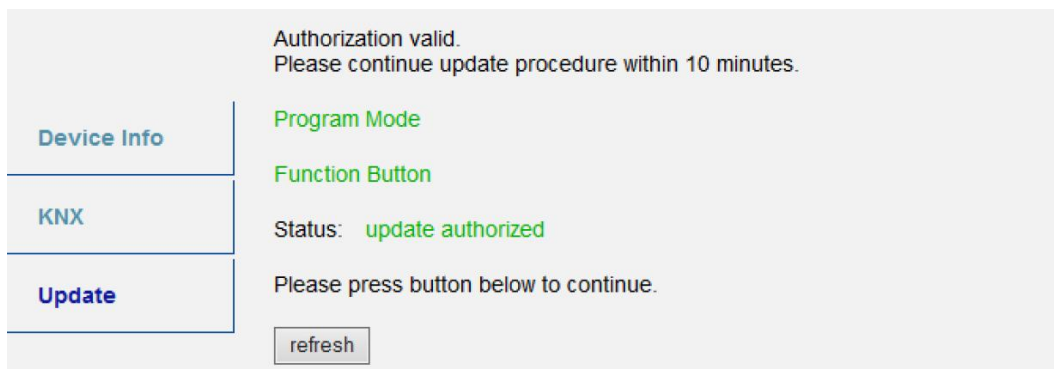 Authorization valid.
Please continue update procedure within 10 minutes.
Device Info
Program Mode
Function Button
KNX
Status: update authorized
Update
Please press button below to continue.
refresh